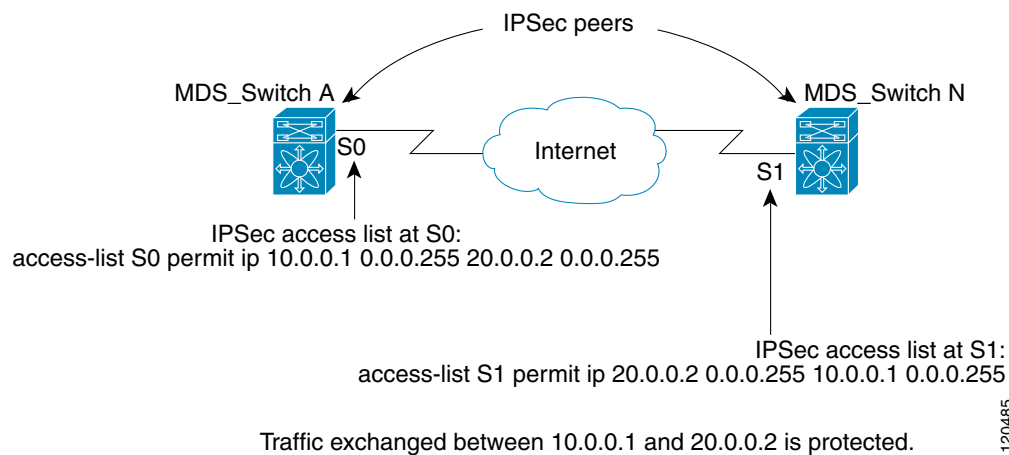 IPSec peers
MDS_Switch A
MDS_Switch N
S0
Internet
S1
IPSec access list at S0:
access-list S0 permit ip 10.0.0.1 0.0.0.255 20.0.0.2 0.0.0.255
IPSec access list at S1:
access-list S1 permit ip 20.0.0.2 0.0.0.255 10.0.0.1 0.0.0.255
Traffic exchanged between 10.0.0.1 and 20.0.0.2 is protected.
120485